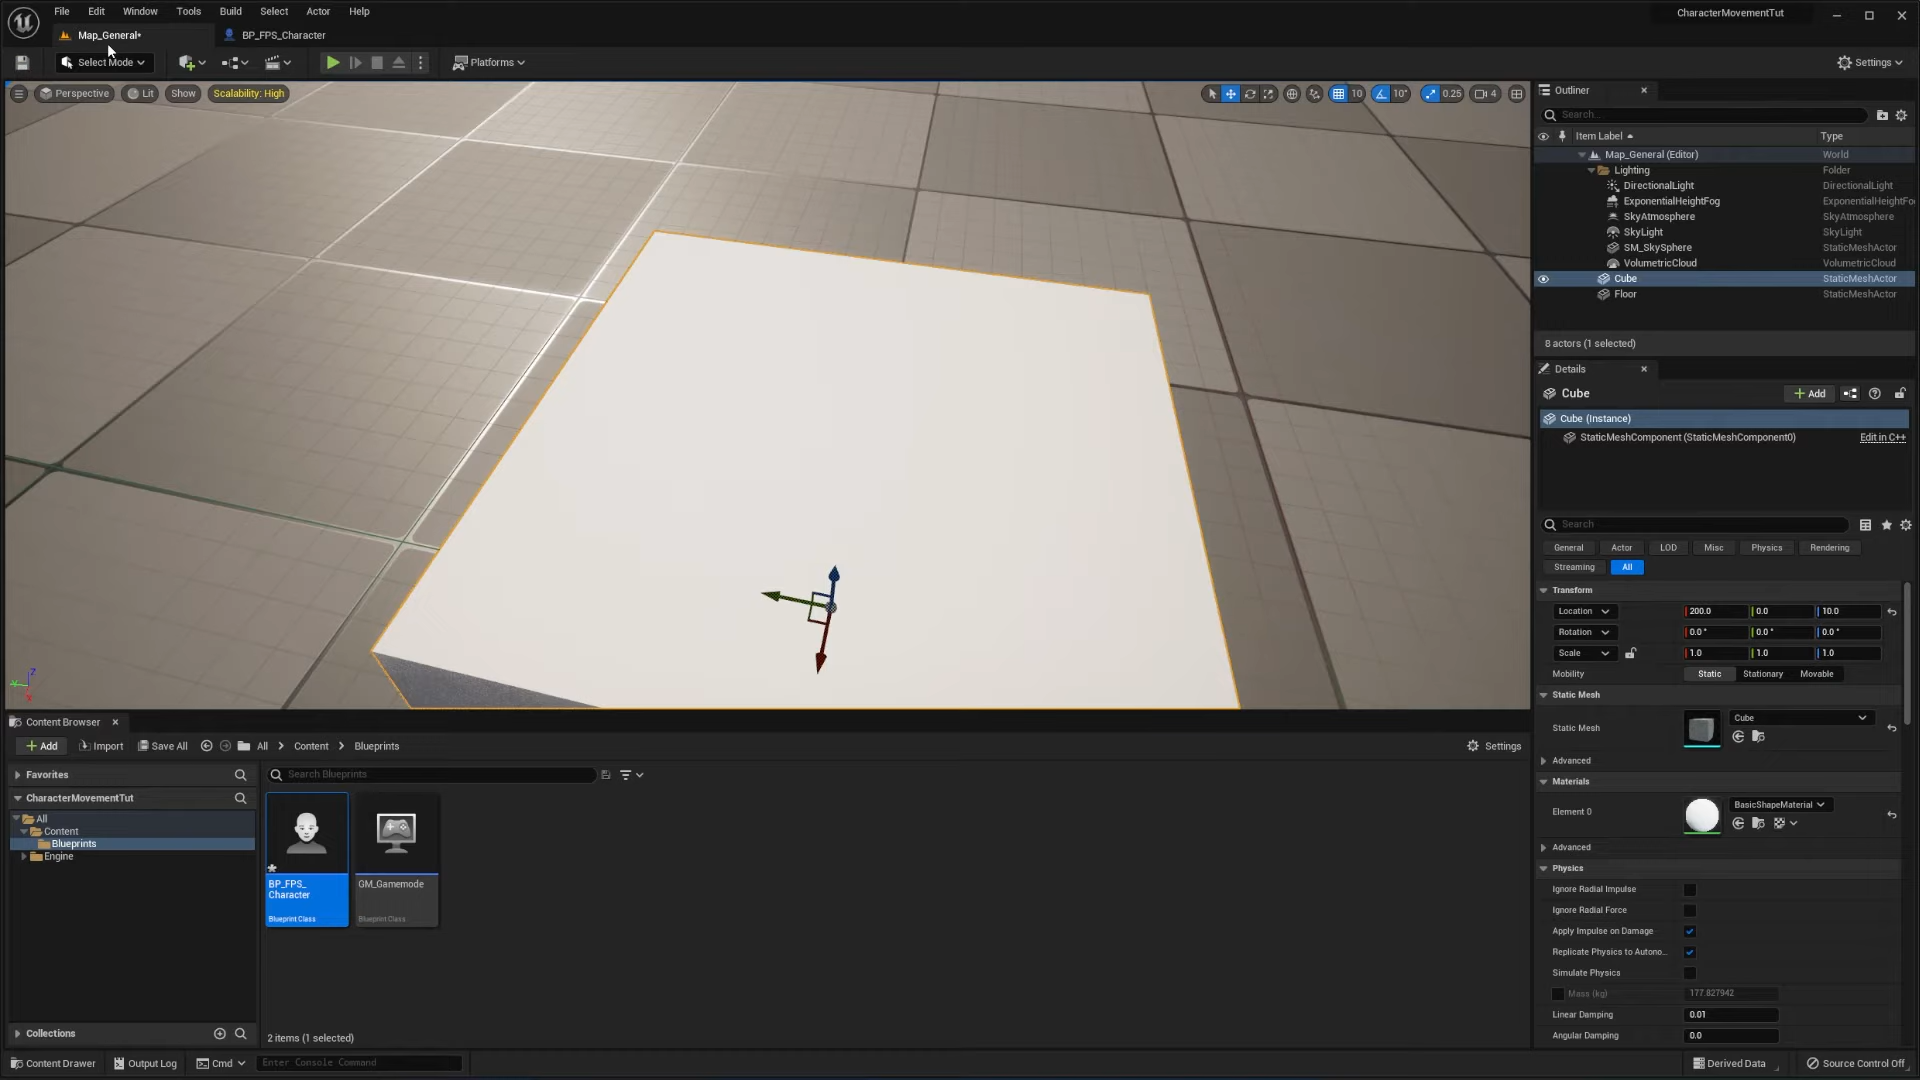 File Edit Window Tools Build Select Actor Help
CharacterMovementTut
Map_General*
BP_FPS_Character
Select Mode
Platforms
Settings
Perspective
Lit
Show
Scalability: High
10
10°
0.25
4
Outliner
Search...
Item Label
Type
Map_General (Editor)
World
Lighting
Folder
DirectionalLight
DirectionalLight
ExponentialHeightFog
ExponentialHeightFo
SkyAtmosphere
SkyAtmosphere
SkyLight
SkyLight
SM_SkySphere
StaticMeshActor
VolumetricCloud
VolumetricCloud
Cube
StaticMeshActor
Floor
StaticMeshActor
8 actors (1 selected)
Details
Cube
Add
Cube (Instance)
StaticMeshComponent (StaticMeshComponent0)
Edit in C++
Search
General Actor LOD Misc Physics Rendering
Streaming All
Transform
Location 200.0 0.0 10.0
Rotation 0.0° 0.0° 0.0°
Scale 1.0 1.0 1.0
Mobility Static Stationary Movable
Static Mesh
Static Mesh
Cube
Advanced
Materials
Element 0
BasicShapeMaterial
Advanced
Physics
Ignore Radial Impulse
Ignore Radial Force
Apply Impulse on Damage
Replicate Physics to Autono...
Simulate Physics
Mass (kg) 177.827942
Linear Damping 0.01
Angular Damping 0.0
Z
Y
Content Browser
Add
Import
Save All
All
Content
Blueprints
Settings
Favorites
Search Blueprints
CharacterMovementTut
All
Content
Blueprints
Engine
BP_FPS_
Character
Blueprint Class
GM_Gamemode
Blueprint Class
Collections
2 items (1 selected)
Content Drawer
Output Log
Cmd
Enter Console Command
Derived Data
Source Control Off